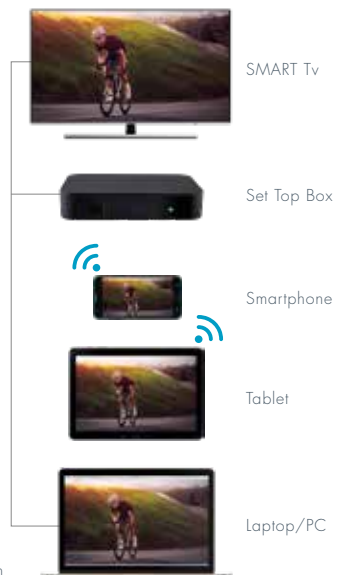 SMART Tv
Set Top Box
Smartphone
Tablet
Laptop/PC